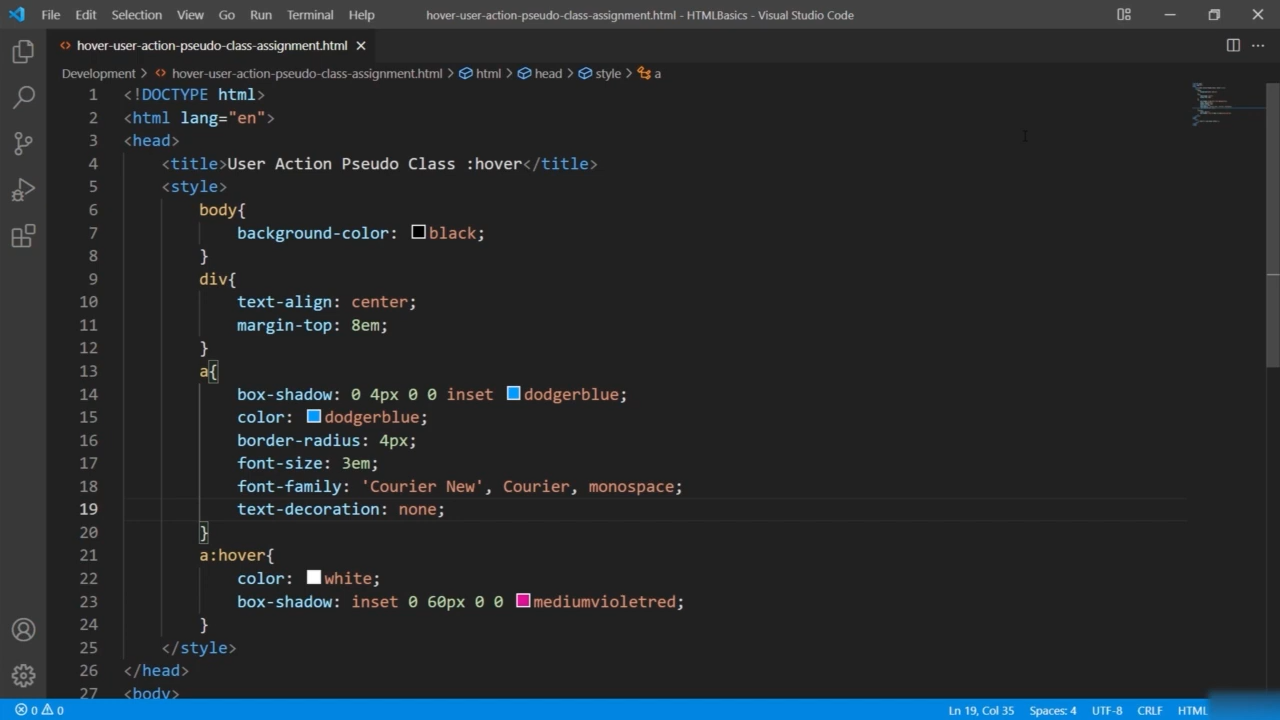 File Edit Selection View Go Run Terminal Help hover-user-action-pseudo-class-assignment.html - HTMLBasics - Visual Studio Code
hover-user-action-pseudo-class-assignment.html
Development > hover-user-action-pseudo-class-assignment.html > html > head > style > a
1 <!DOCTYPE html>
2 <html lang="en">
3 <head>
4 <title>User Action Pseudo Class :hover</title>
5 <style>
6 body{
7 background-color: black;
8 }
9 div{
10 text-align: center;
11 margin-top: 8em;
12 }
13 a{
14 box-shadow: 0 4px 0 0 inset dodgerblue;
15 color: dodgerblue;
16 border-radius: 4px;
17 font-size: 3em;
18 font-family: 'Courier New', Courier, monospace;
19 text-decoration: none;
20 }
21 a:hover{
22 color: white;
23 box-shadow: inset 0 60px 0 0 mediumvioletred;
24 }
25 </style>
26 </head>
27 <body>
0 0 Ln 19, Col 35 Spaces: 4 UTF-8 CRLF HTML